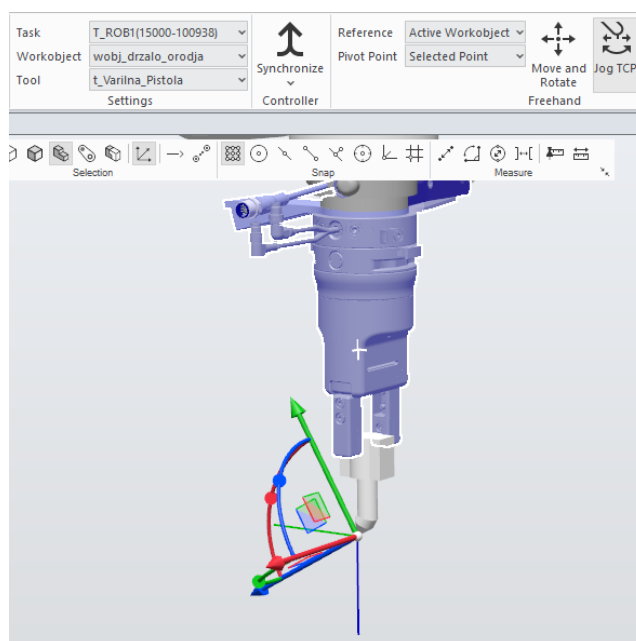 Task T_ROB1(15000-100938)
Workobject wobj_drzalo_orodja
Tool t_Varilna_Pistola
Settings
Synchronize
Controller
Reference Active Workobject
Pivot Point Selected Point
Move and
Rotate
Jog TCP
Freehand
Selection
Snap
Measure